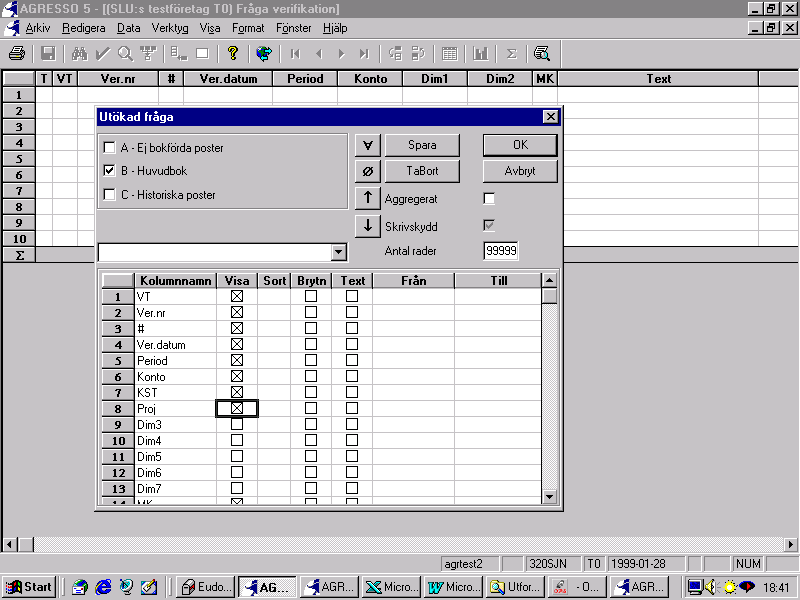 AGRESSO 5 - [(SLU:s testföretag T0) Fråga verifikation]
Arkiv Redigera Data Verktyg Visa Format Fönster Hjälp
T VT Ver.nr # Ver.datum Period Konto Dim1 Dim2 MK Text
1
2
3
4
5
6
7
8
9
10
Σ
Utökad fråga
A - Ej bokförda poster
B - Huvudbok
C - Historiska poster
∀ Spara OK
Ø TaBort Avbryt
↑ Aggregerat
↓ Skrivskydd
Antal rader 99999
Kolumnnamn Visa Sort Brytn Text Från Till
1 VT
2 Ver.nr
3 #
4 Ver.datum
5 Period
6 Konto
7 KST
8 Proj
9 Dim3
10 Dim4
11 Dim5
12 Dim6
13 Dim7
14 MK
agrtest2 320SJN T0 1999-01-28 NUM
Start Eudo... AG... AGR... Micro... Micro... Utfor... - O... AGR... 18:41